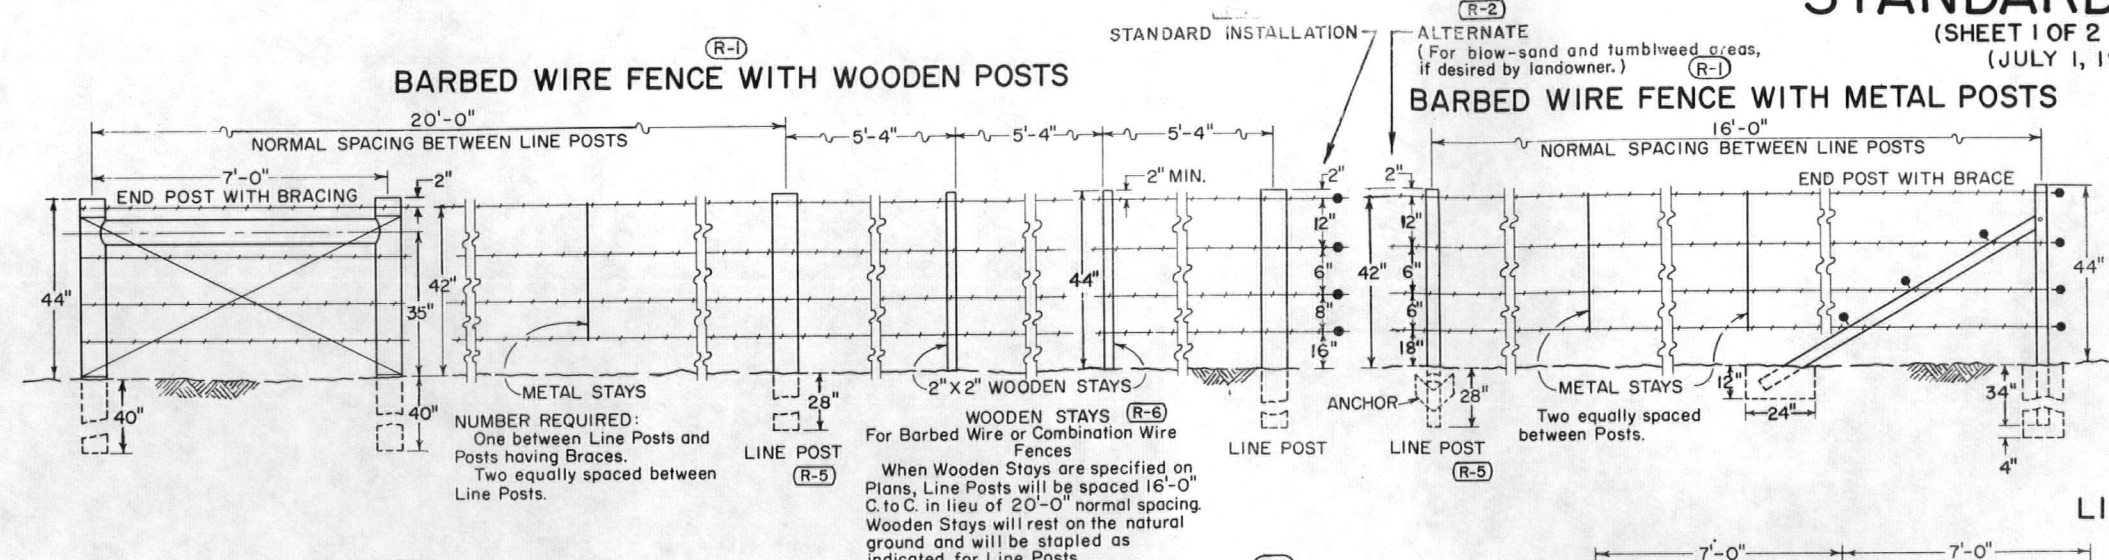 STANDARD
(SHEET 1 OF 2
(JULY 1, 1
R-2
STANDARD INSTALLATION
ALTERNATE
(For blow-sand and tumblweed areas,
if desired by landowner.)
R-1
BARBED WIRE FENCE WITH WOODEN POSTS
R-1
BARBED WIRE FENCE WITH METAL POSTS
20'-0"
NORMAL SPACING BETWEEN LINE POSTS
5'-4"
5'-4"
5'-4"
16'-0"
NORMAL SPACING BETWEEN LINE POSTS
7'-0"
END POST WITH BRACING
2"
2" MIN.
2"
2"
END POST WITH BRACE
12"
12"
44"
42"
35"
44"
6"
8"
16"
42"
6"
6"
18"
44"
40"
40"
METAL STAYS
NUMBER REQUIRED:
One between Line Posts and
Posts having Braces.
Two equally spaced between
Line Posts.
28"
LINE POST
R-5
2"X2" WOODEN STAYS
WOODEN STAYS R-6
For Barbed Wire or Combination Wire
Fences
When Wooden Stays are specified on
Plans, Line Posts will be spaced 16'-0"
C. to C. in lieu of 20'-0" normal spacing.
Wooden Stays will rest on the natural
ground and will be stapled as
indicated for Line Posts
LINE POST
ANCHOR
28"
LINE POST
R-5
METAL STAYS
Two equally spaced
between Posts.
12"
24"
34"
4"
LI
7'-0"
7'-0"